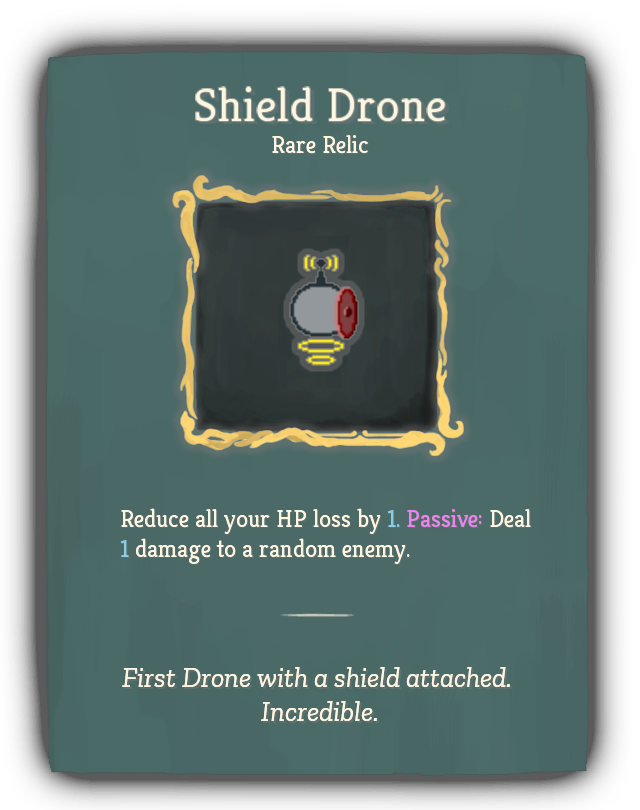 Shield Drone
Rare Relic
Reduce all your HP loss by 1. Passive: Deal
1 damage to a random enemy.
First Drone with a shield attached.
Incredible.